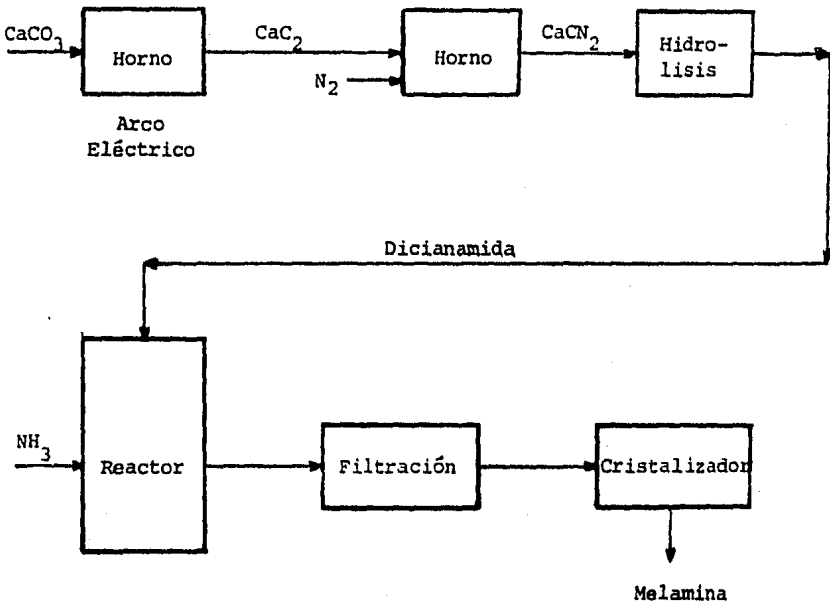 CaCO3
Horno
Arco
Eléctrico
CaC2
N2
Horno
CaCN2
Hidro-
lisis
Dicianamida
NH3
Reactor
Filtración
Cristalizador
Melamina